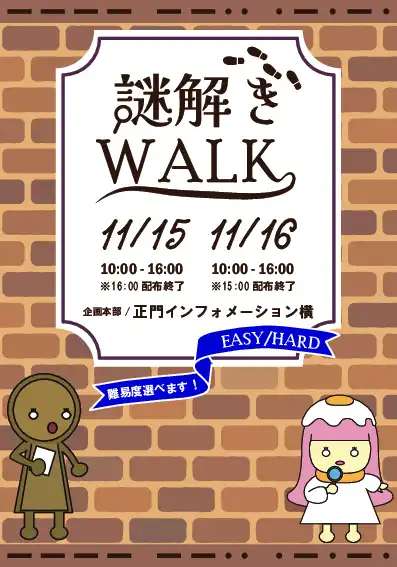 謎解き
WALK
11/15 11/16
10:00 - 16:00 10:00 - 16:00
※16:00 配布終了 ※15:00 配布終了
企画本部 / 正門インフォメーション横
EASY/HARD
難易度選べます!